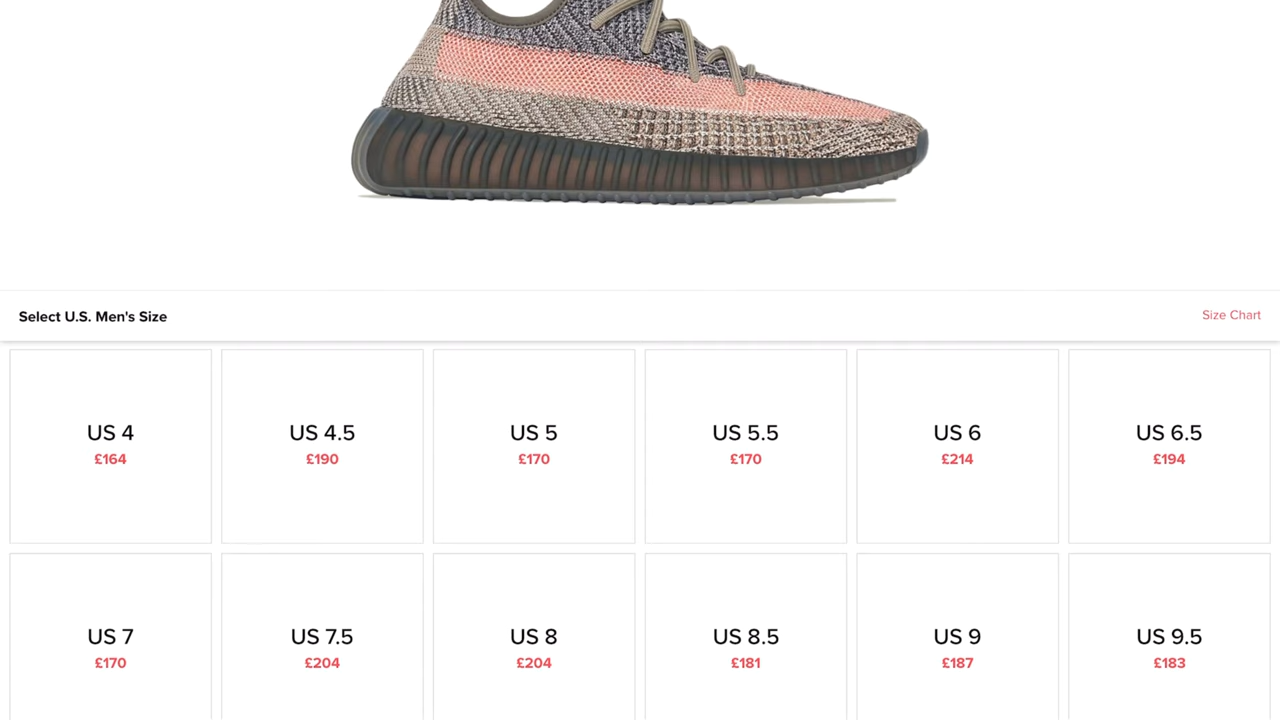 Select U.S. Men's Size
Size Chart
US 4
US 4.5
US 5
US 5.5
US 6
US 6.5
£164
£190
£170
£170
£214
£194
US 7
US 7.5
US 8
US 8.5
US 9
US 9.5
£170
£204
£204
£181
£187
£183